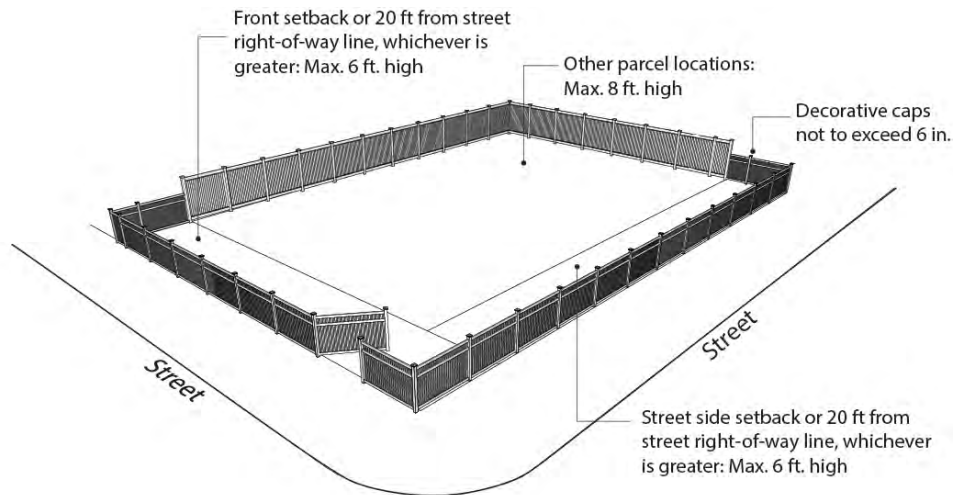 Front setback or 20 ft from street
right-of-way line, whichever is
greater: Max. 6 ft. high
Other parcel locations:
Max. 8 ft. high
Decorative caps
not to exceed 6 in.
Street
Street
Street side setback or 20 ft from
street right-of-way line, whichever
is greater: Max. 6 ft. high